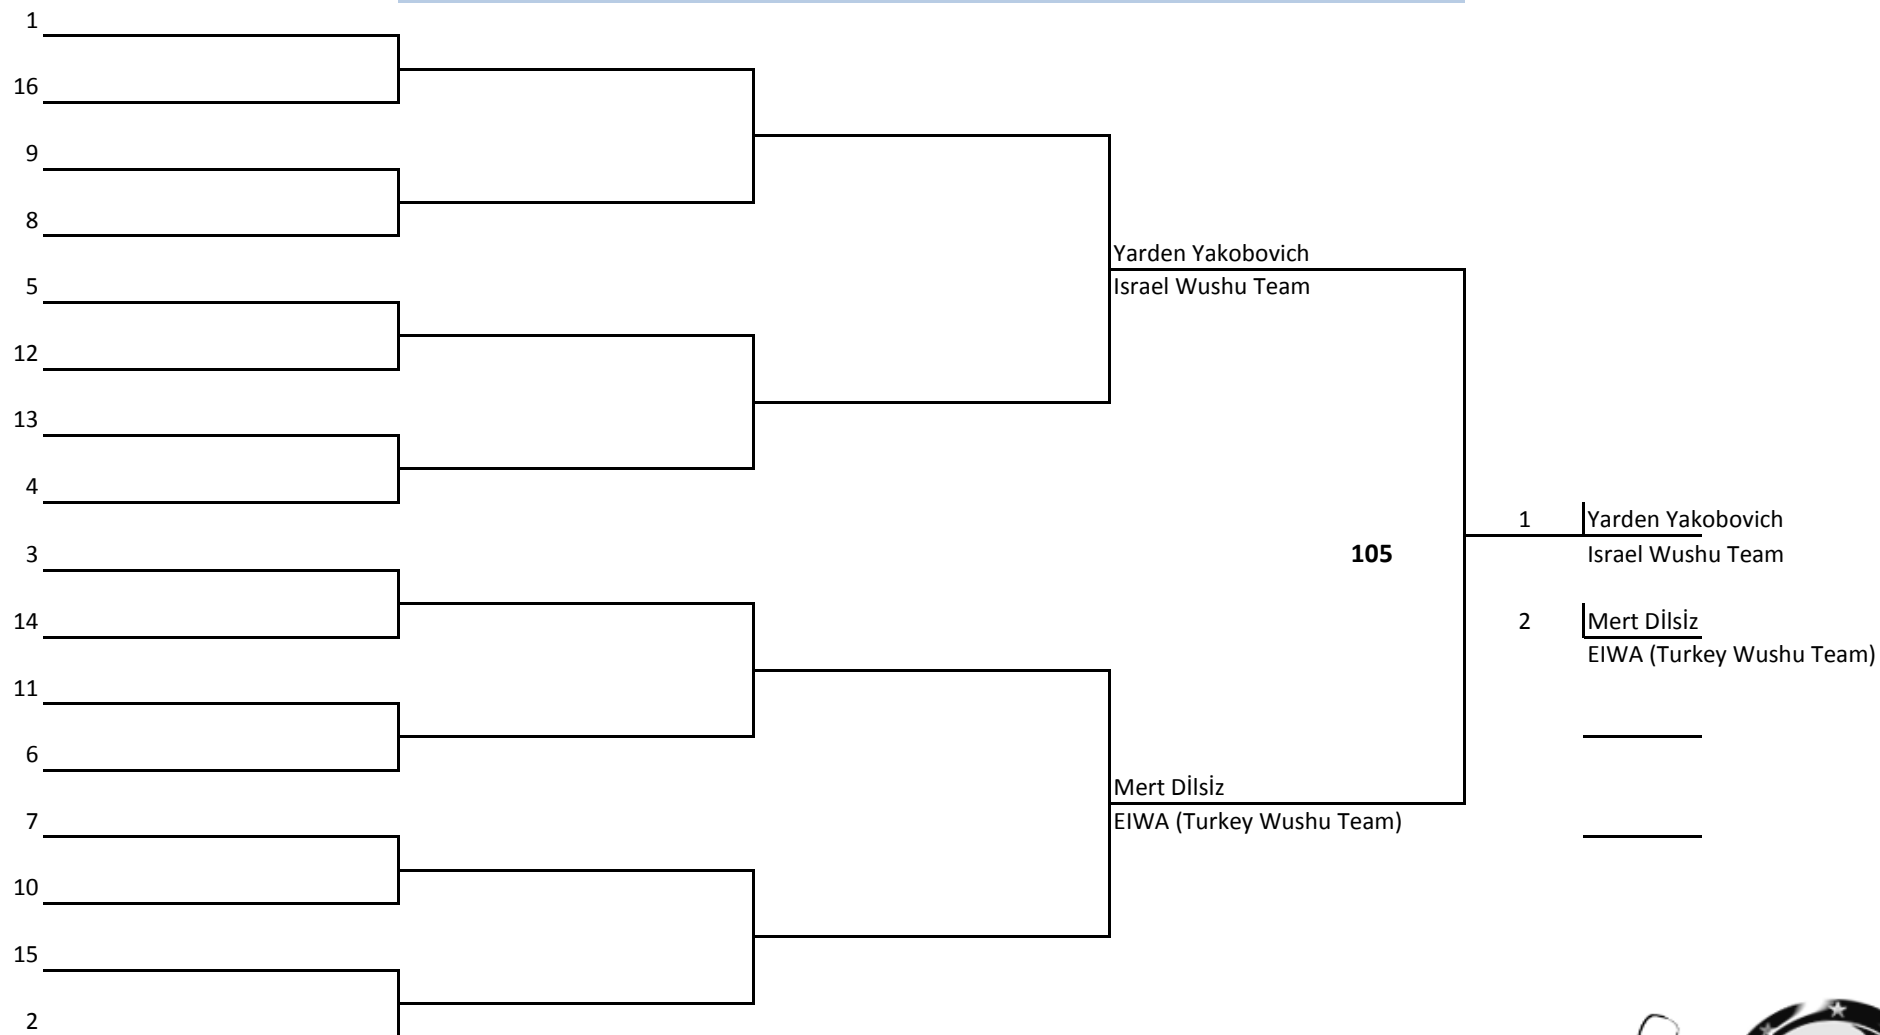 1
16
9
8
Yarden Yakobovich
5
Israel Wushu Team
12
13
4
1 Yarden Yakobovich
3
105
Israel Wushu Team
14
2 Mert Dİlsİz
EIWA (Turkey Wushu Team)
11
6
Mert Dİlsİz
7
EIWA (Turkey Wushu Team)
10
15
2